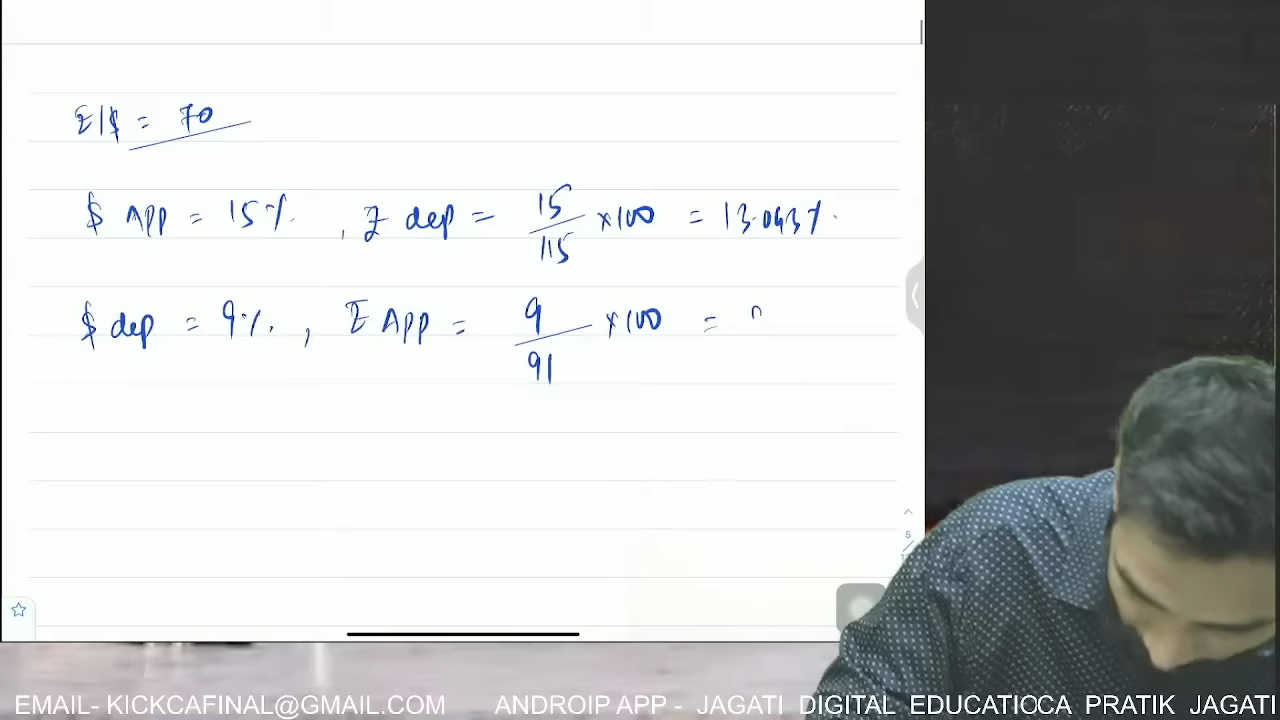 ₹/$ = 70
$ App = 15%, ₹ dep = 15/115 ×100 = 13.043%
$ dep = 9%, ₹ App = 9/91 ×100 =
5
EMAIL- KICKCAFINAL@GMAIL.COM ANDROIP APP - JAGATI DIGITAL EDUCATIOCA PRATIK JAGATI